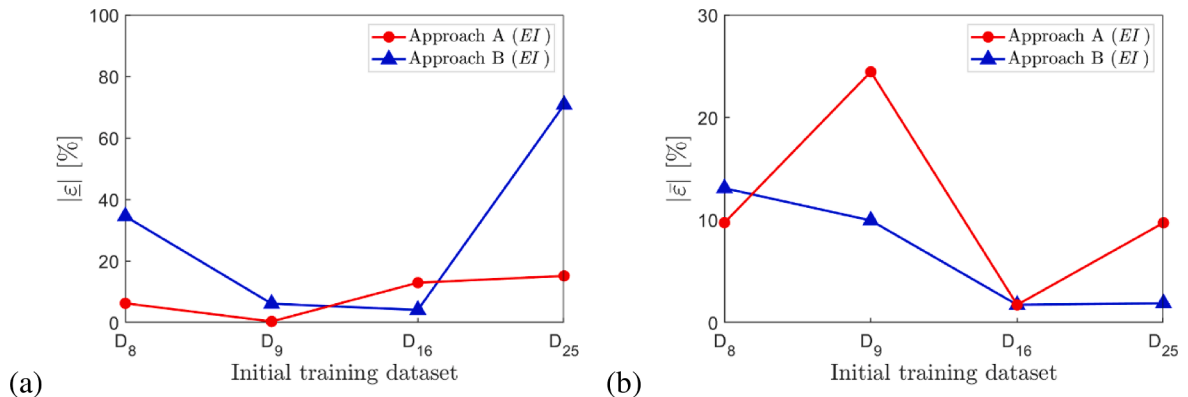 100
80
60
40
20
0
|ε̲| [%]
Approach A (EI)
Approach B (EI)
D8
D9
D16
D25
Initial training dataset
(a)
30
20
10
0
|ε̄| [%]
Approach A (EI)
Approach B (EI)
D8
D9
D16
D25
Initial training dataset
(b)